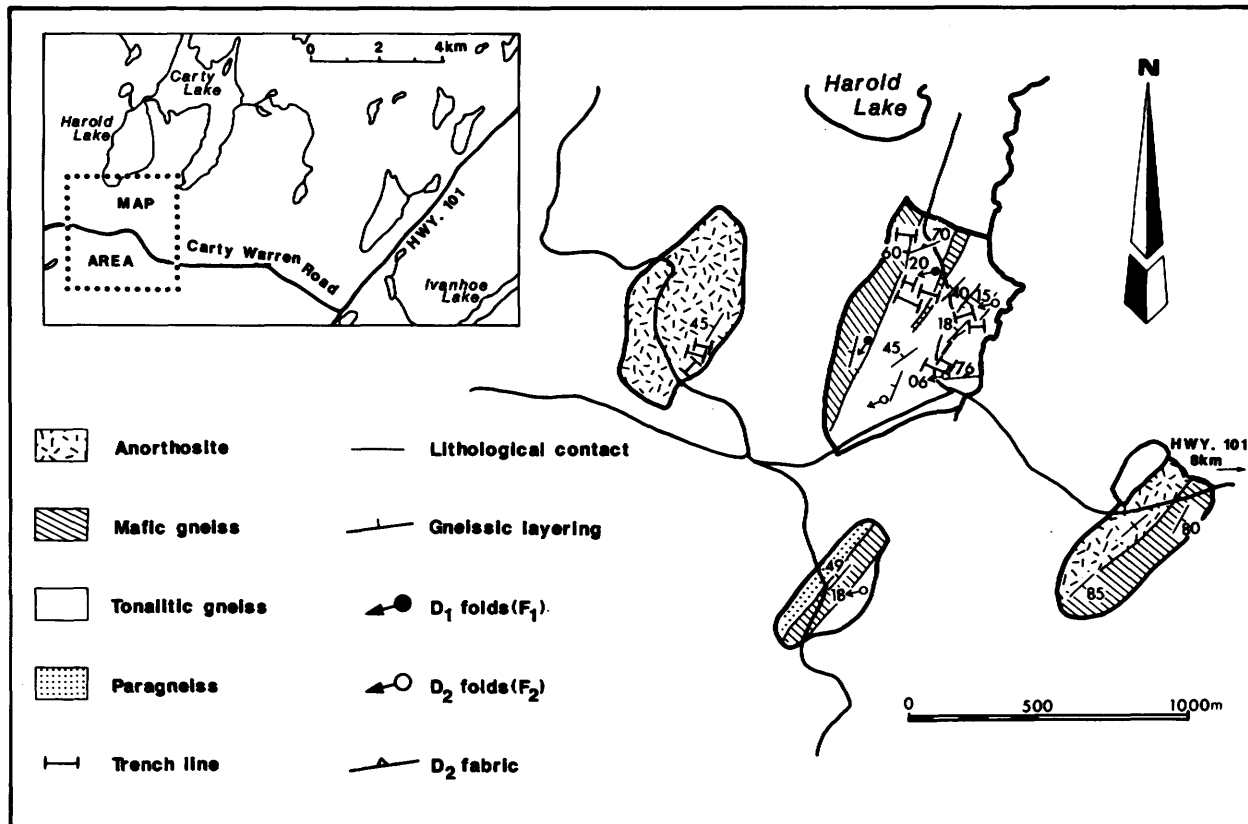 0 2 4km
Carty
Lake
Harold
Lake
MAP
AREA
Carty Warren Road
HWY. 101
Ivanhoe
Lake
Harold
Lake
N
70
60
20
40
15
18
45
45
76
06
HWY. 101
8km
80
85
49
18
0 500 1000m
Anorthosite
Mafic gneiss
Tonalitic gneiss
Paragneiss
Trench line
Lithological contact
Gneissic layering
D1 folds (F1).
D2 folds (F2)
D2 fabric